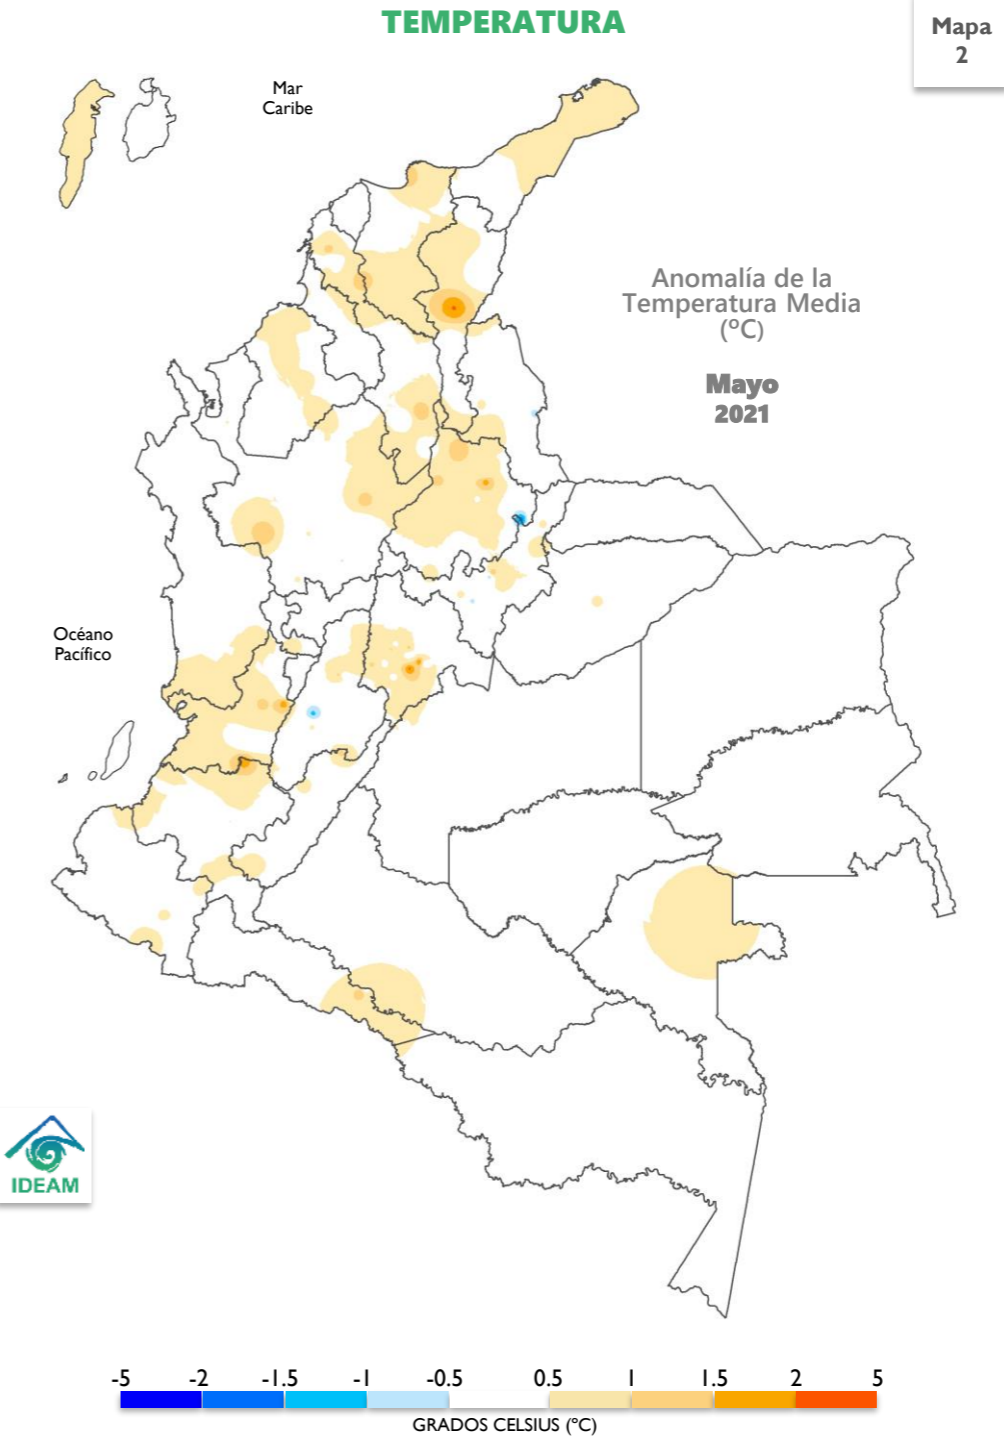 TEMPERATURA
Mapa
2
Mar
Caribe
Anomalía de la
Temperatura Media
(ºC)
Mayo
2021
Océano
Pacífico
IDEAM
-5 -2 -1.5 -1 -0.5 0.5 1 1.5 2 5
GRADOS CELSIUS (ºC)